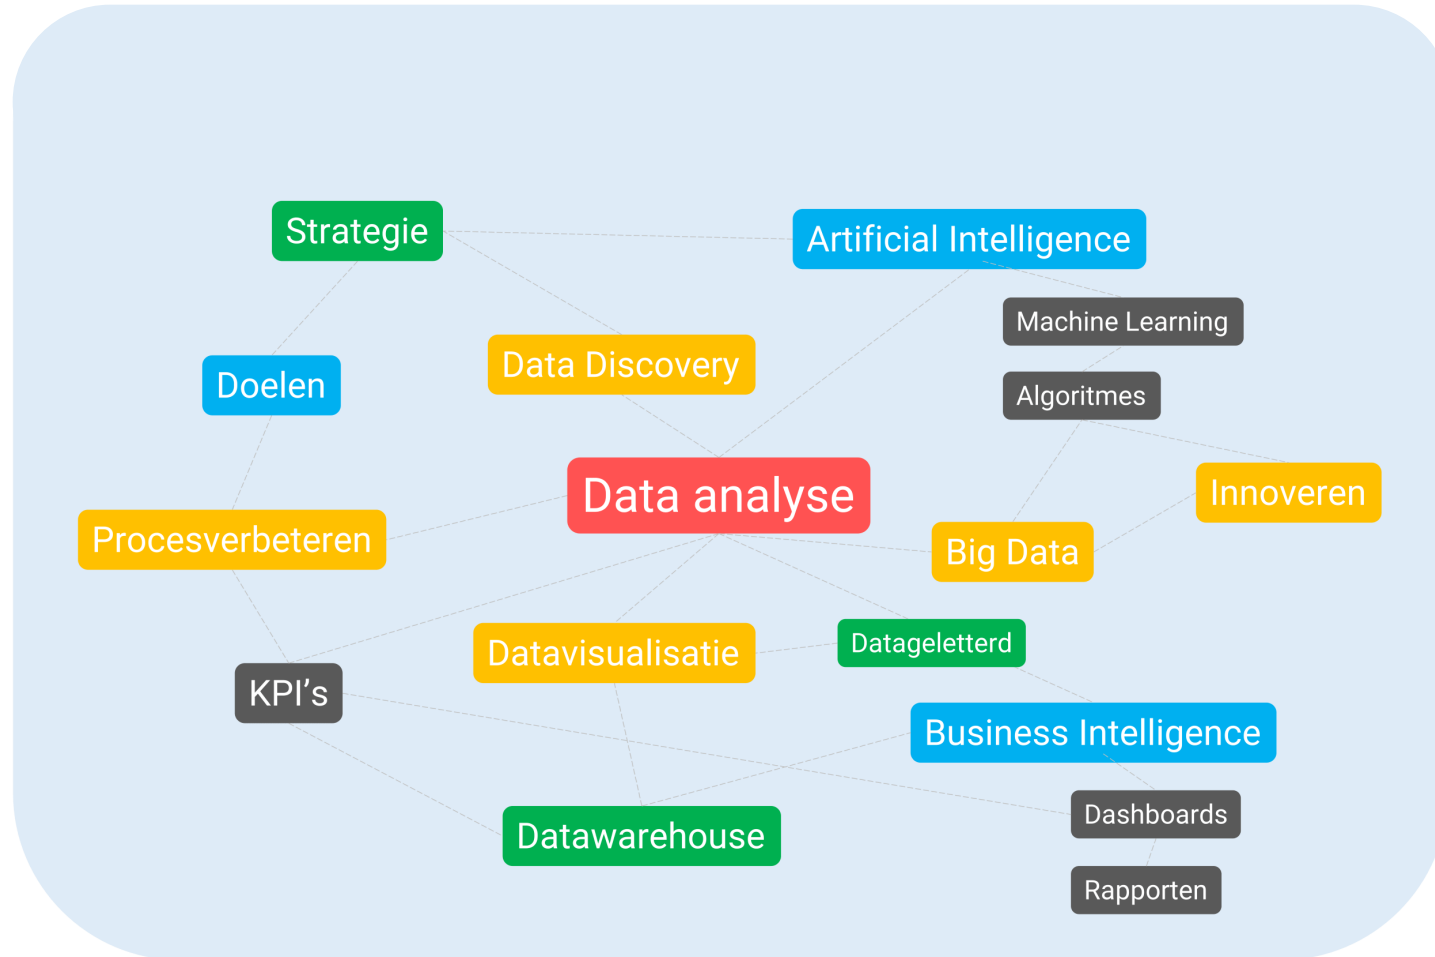 Strategie
Artificial Intelligence
Machine Learning
Data Discovery
Doelen
Algoritmes
Data analyse
Innoveren
Procesverbeteren
Big Data
Datavisualisatie
Datageletterd
KPI’s
Business Intelligence
Dashboards
Datawarehouse
Rapporten